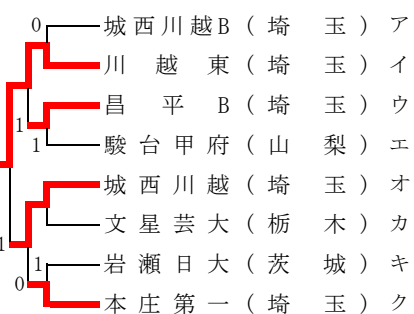 0 城西川越B(埼 玉) ア
川 越 東(埼 玉) イ
昌 平 B(埼 玉) ウ
1
1 駿台甲府(山 梨) エ
城西川越(埼 玉) オ
文星芸大(栃 木) カ
1
1 岩瀬日大(茨 城) キ
0
本庄第一(埼 玉) ク